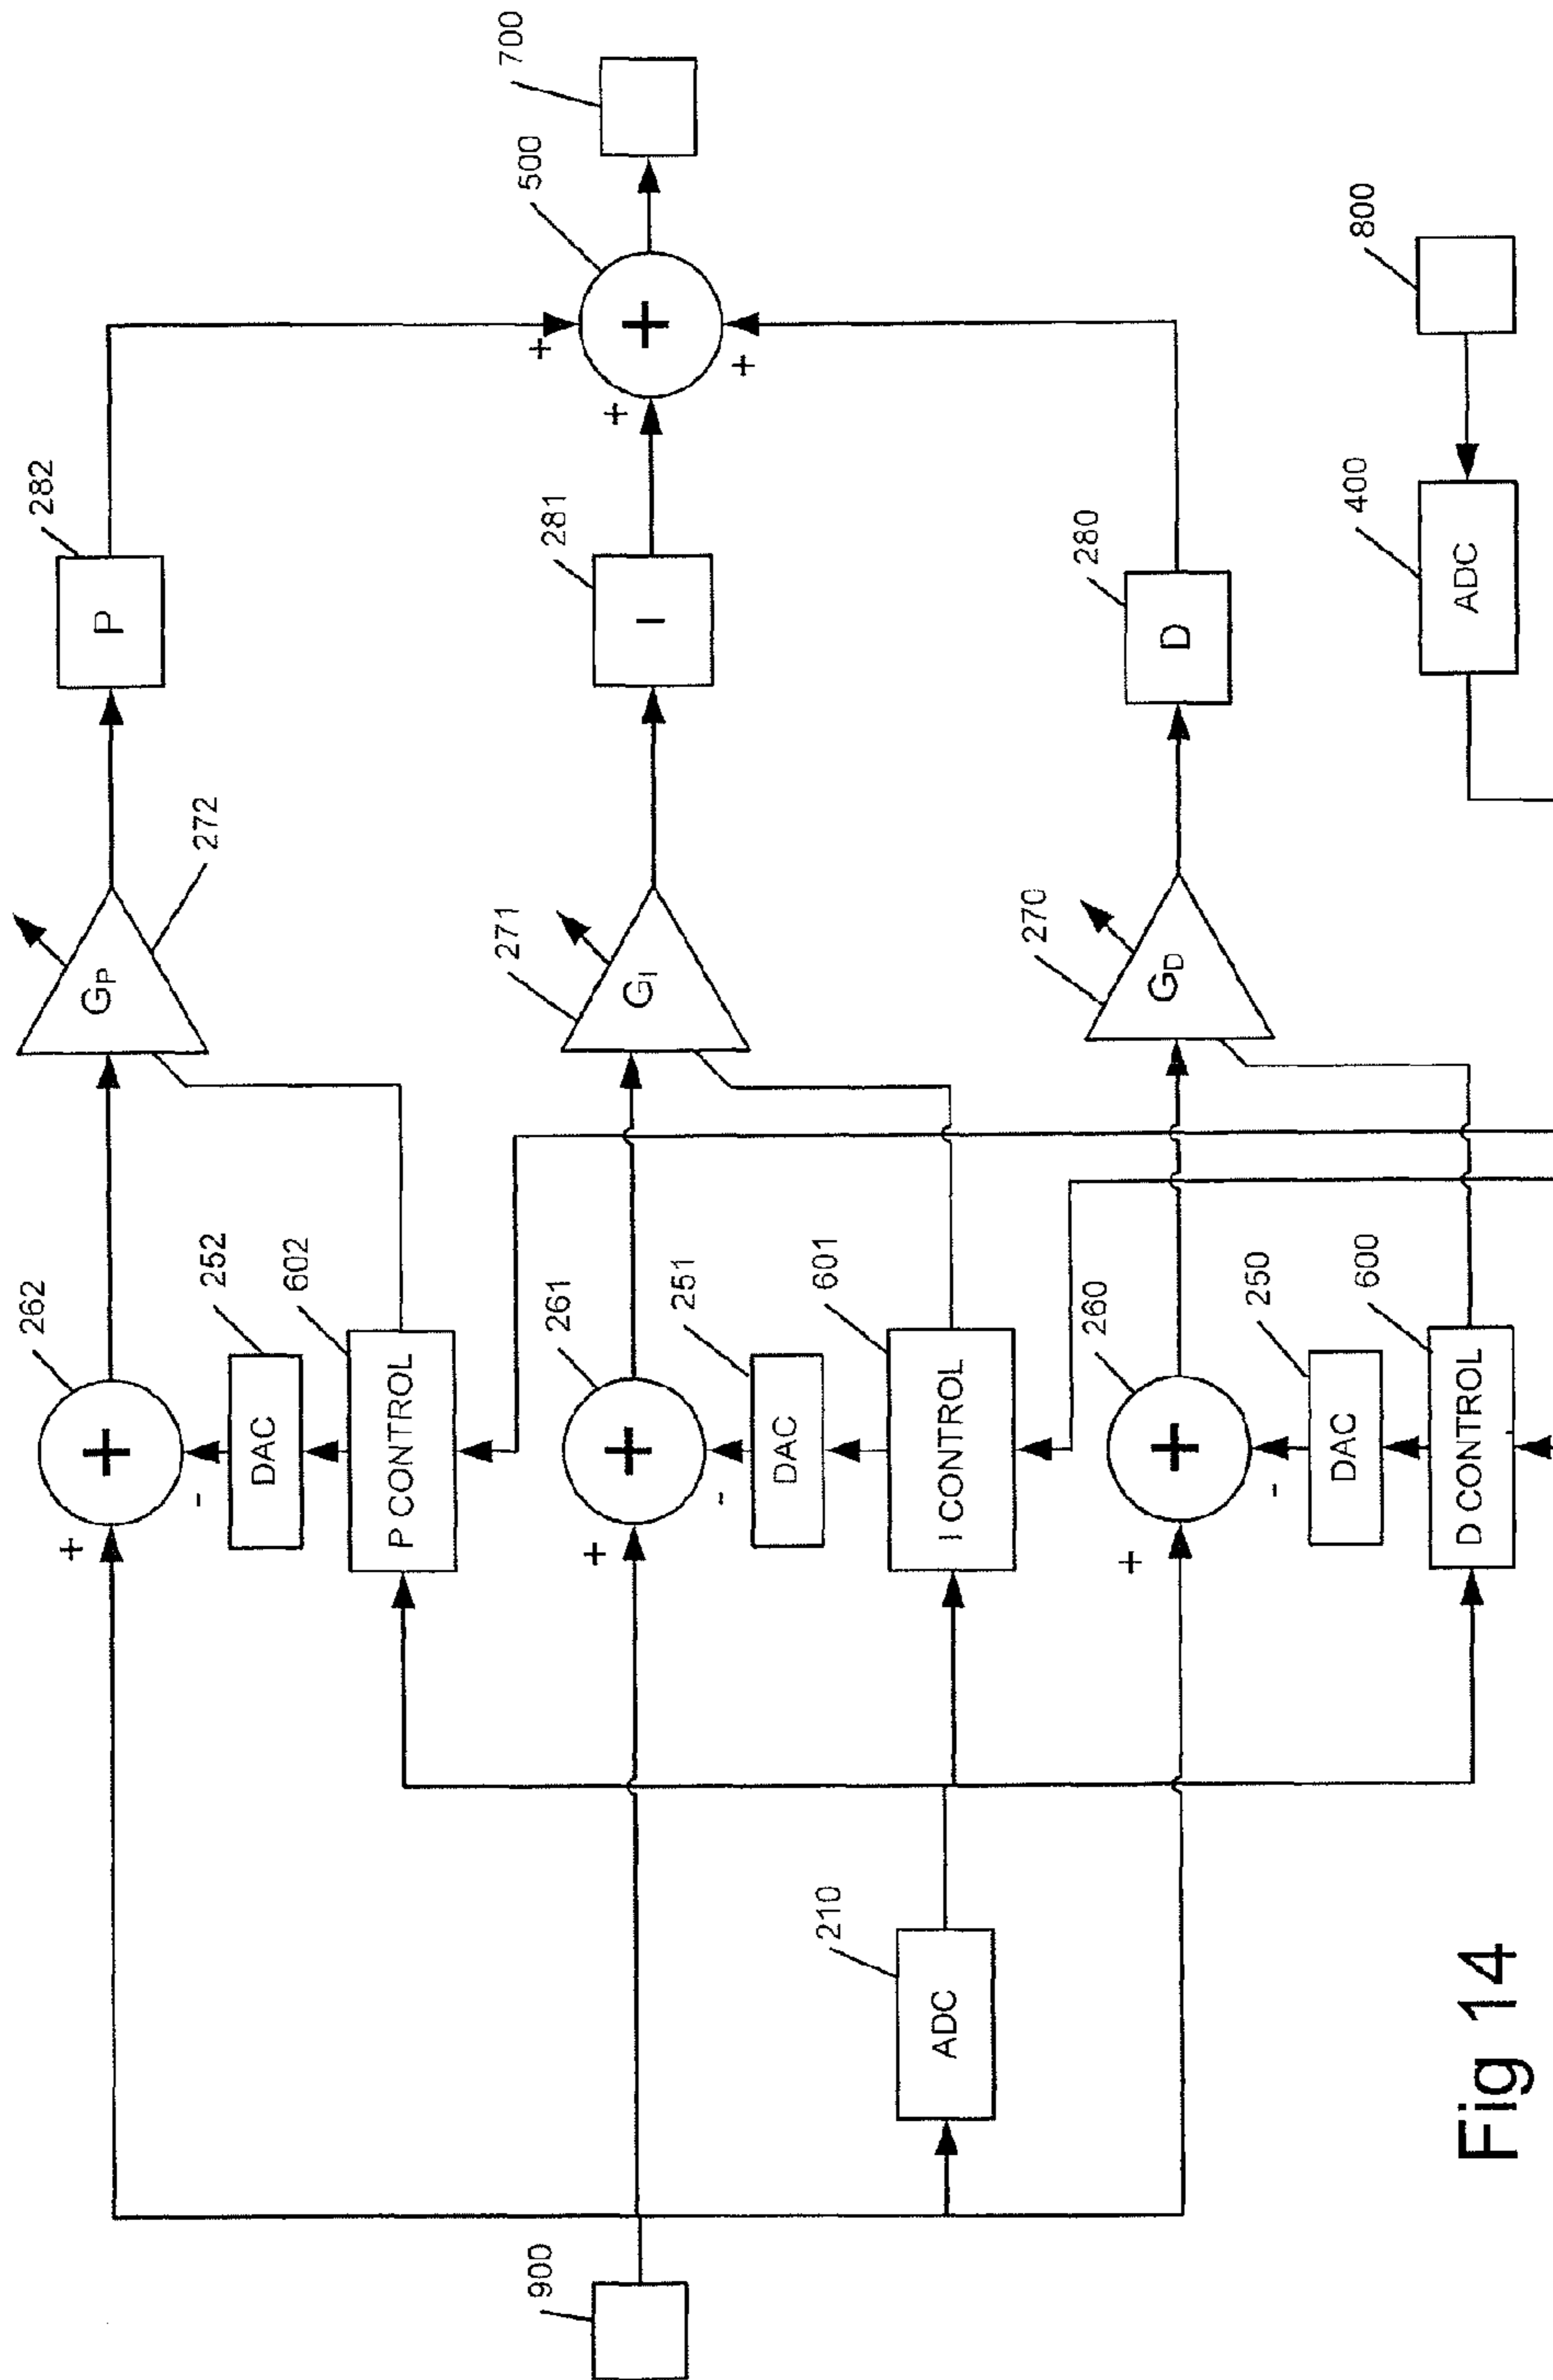 262
+
-
252
DAC
602
P CONTROL
GP
272
P
282
+
+
+
+
500
700
900
261
+
+
-
251
DAC
601
I CONTROL
GI
271
I
281
+
210
ADC
260
+
+
-
250
DAC
600
D CONTROL
GD
270
D
280
800
400
ADC
Fig 14